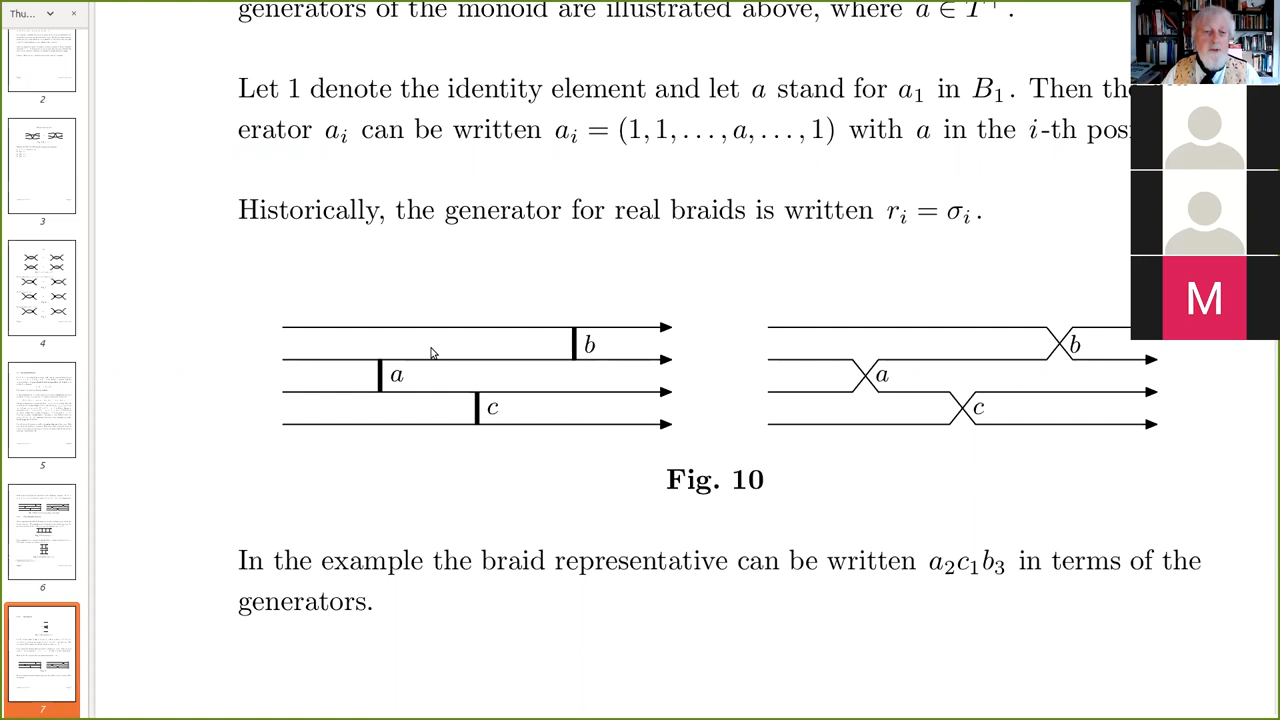 Thu...
generators of the monoid are illustrated above, where a ∈ T⁺.
Let 1 denote the identity element and let a stand for a₁ in B₁. Then the
erator aᵢ can be written aᵢ = (1, 1, . . . , a, . . . , 1) with a in the i-th
Historically, the generator for real braids is written rᵢ = σᵢ.
b
a
c
b
a
c
Fig. 10
In the example the braid representative can be written a₂c₁b₃ in terms of the
generators.
2
3
4
5
6
7
M